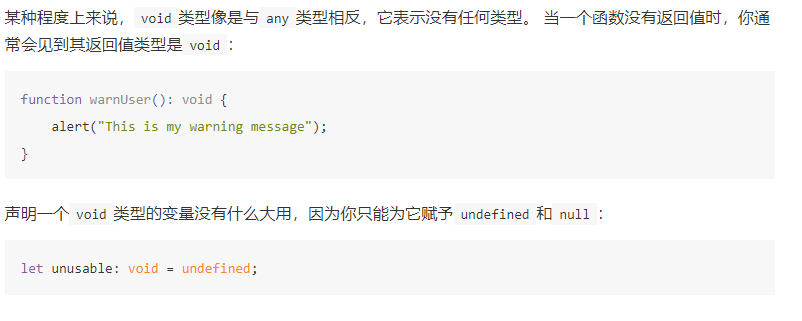 某种程度上来说，void 类型像是与 any 类型相反，它表示没有任何类型。 当一个函数没有返回值时，你通
常会见到其返回值类型是 void：
function warnUser(): void {
    alert("This is my warning message");
}
声明一个 void 类型的变量没有什么大用，因为你只能为它赋予 undefined 和 null：
let unusable: void = undefined;